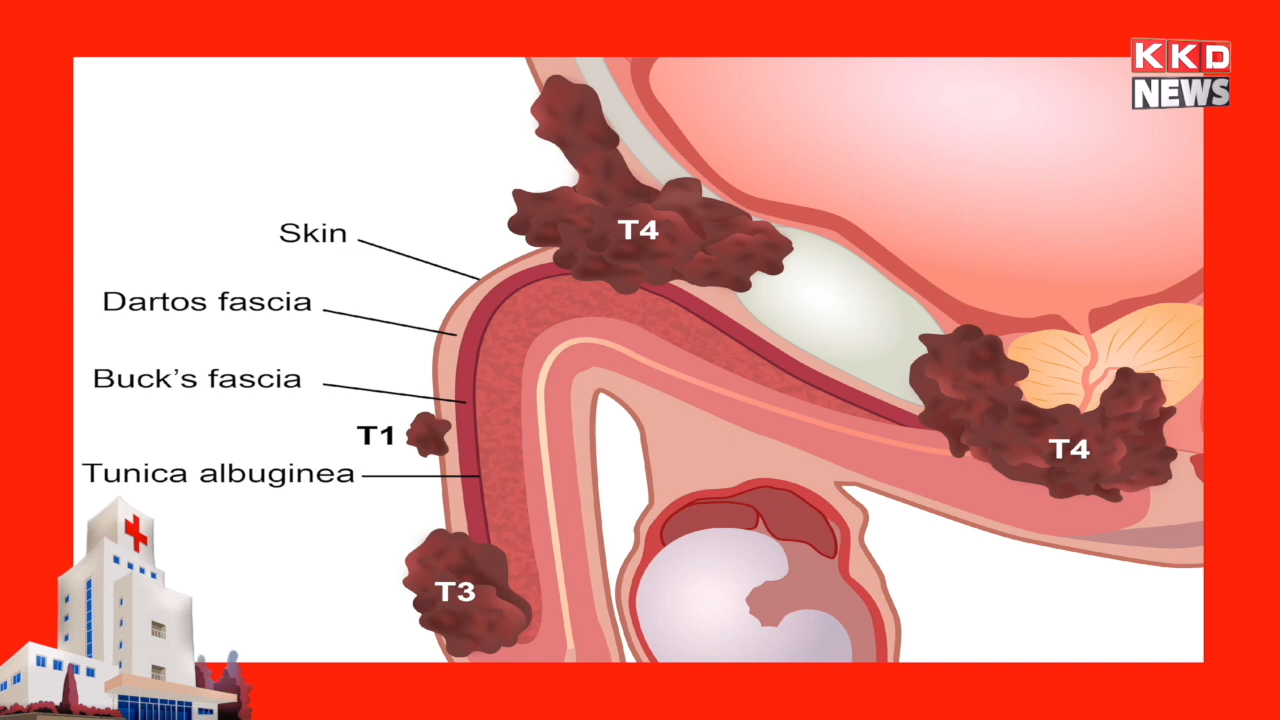 KKD
NEWS
T4
Skin
Dartos fascia
Buck’s fascia
T1
T4
Tunica albuginea
T3